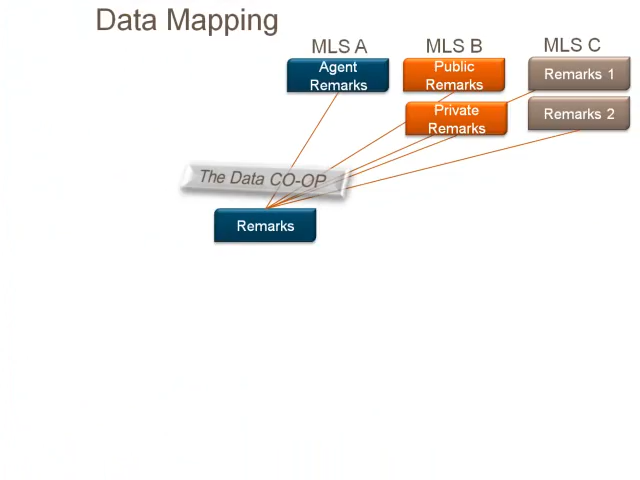 Data Mapping
MLS A
MLS B
MLS C
Agent
Remarks
Public
Remarks
Remarks 1
Private
Remarks
Remarks 2
The Data CO-OP
Remarks